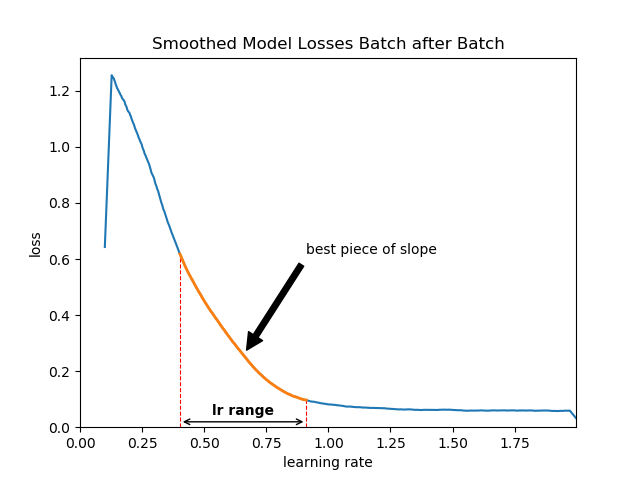 Smoothed Model Losses Batch after Batch
1.2
1.0
0.8
best piece of slope
loss
0.6
0.4
0.2
lr range
0.0
0.00 0.25 0.50 0.75 1.00 1.25 1.50 1.75
learning rate